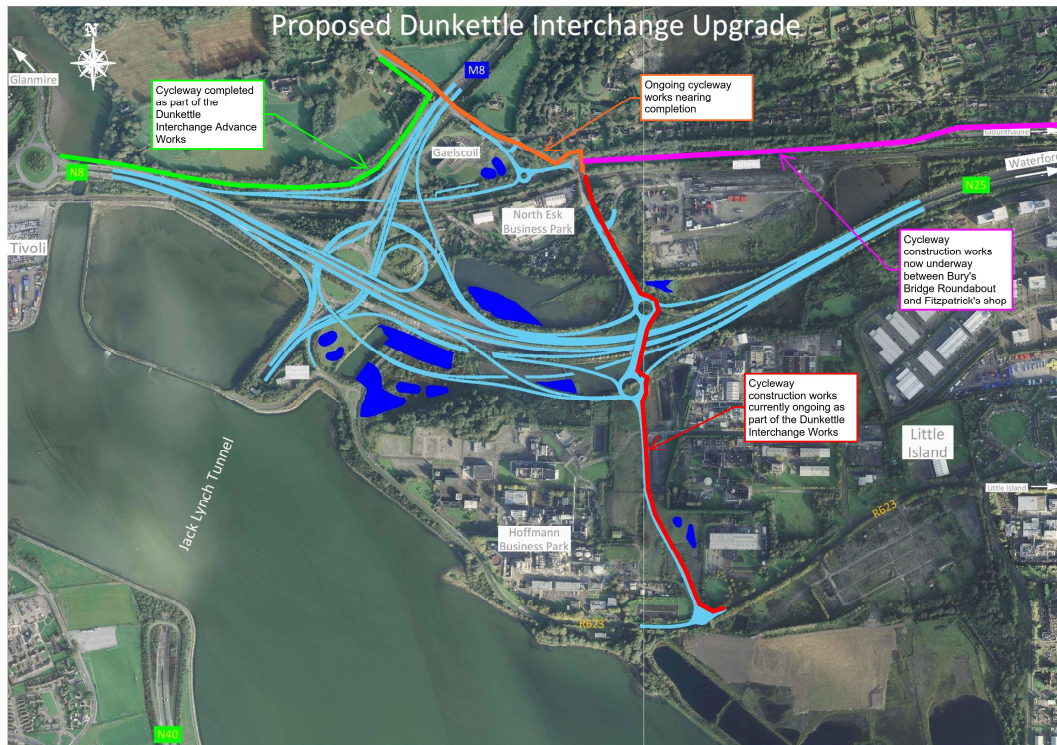 Proposed Dunkettle Interchange Upgrade
N
Glanmire
M8
Cycleway completed
as part of the
Dunkettle
Interchange Advance
Works
Ongoing cycleway
works nearing
completion
Gaelscoil
Mounthaune
Waterford
N8
N25
North Esk
Business Park
Tivoli
Cycleway
construction works
now underway
between Bury's
Bridge Roundabout
and Fitzpatrick's shop
Cycleway
construction works
currently ongoing as
part of the Dunkettle
Interchange Works
Little
Island
Little Island
R623
Jack Lynch Tunnel
Hoffmann
Business Park
R623
N40